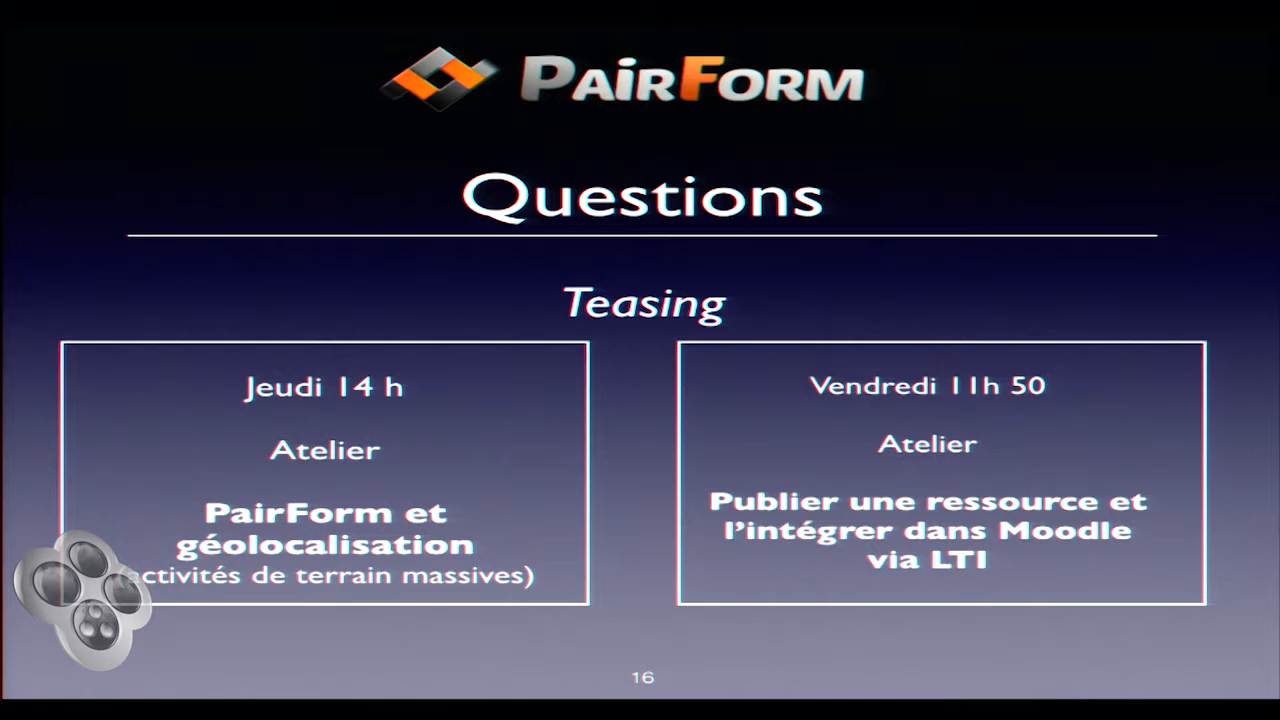 PAiRFORM
Questions
Teasing
Jeudi 14 h
Atelier
PairForm et
géolocalisation
(activités de terrain massives)
Vendredi 11h 50
Atelier
Publier une ressource et
l'intégrer dans Moodle
via LTI
16